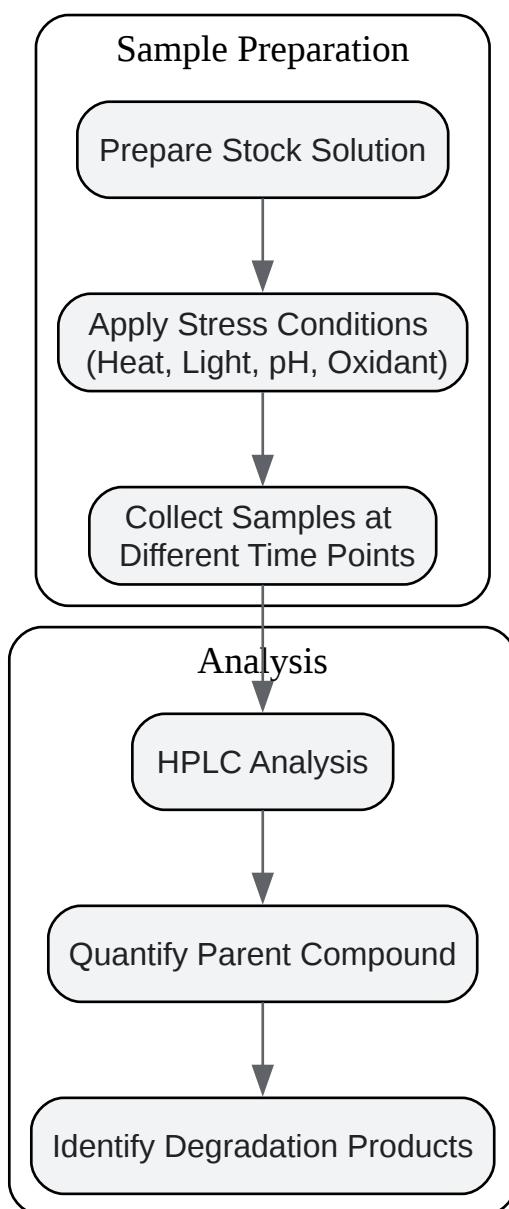 Sample Preparation
Prepare Stock Solution
Apply Stress Conditions
(Heat, Light, pH, Oxidant)
Collect Samples at
Different Time Points
Analysis
HPLC Analysis
Quantify Parent Compound
Identify Degradation Products